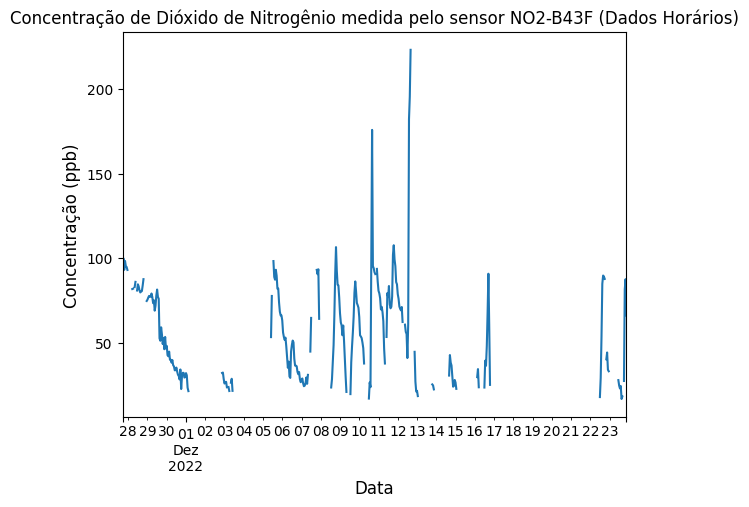 Concentração de Dióxido de Nitrogênio medida pelo sensor NO2-B43F (Dados Horários)
Concentração (ppb)
200
150
100
50
28 29 30 01 02 03 04 05 06 07 08 09 10 11 12 13 14 15 16 17 18 19 20 21 22 23
Dez
2022
Data